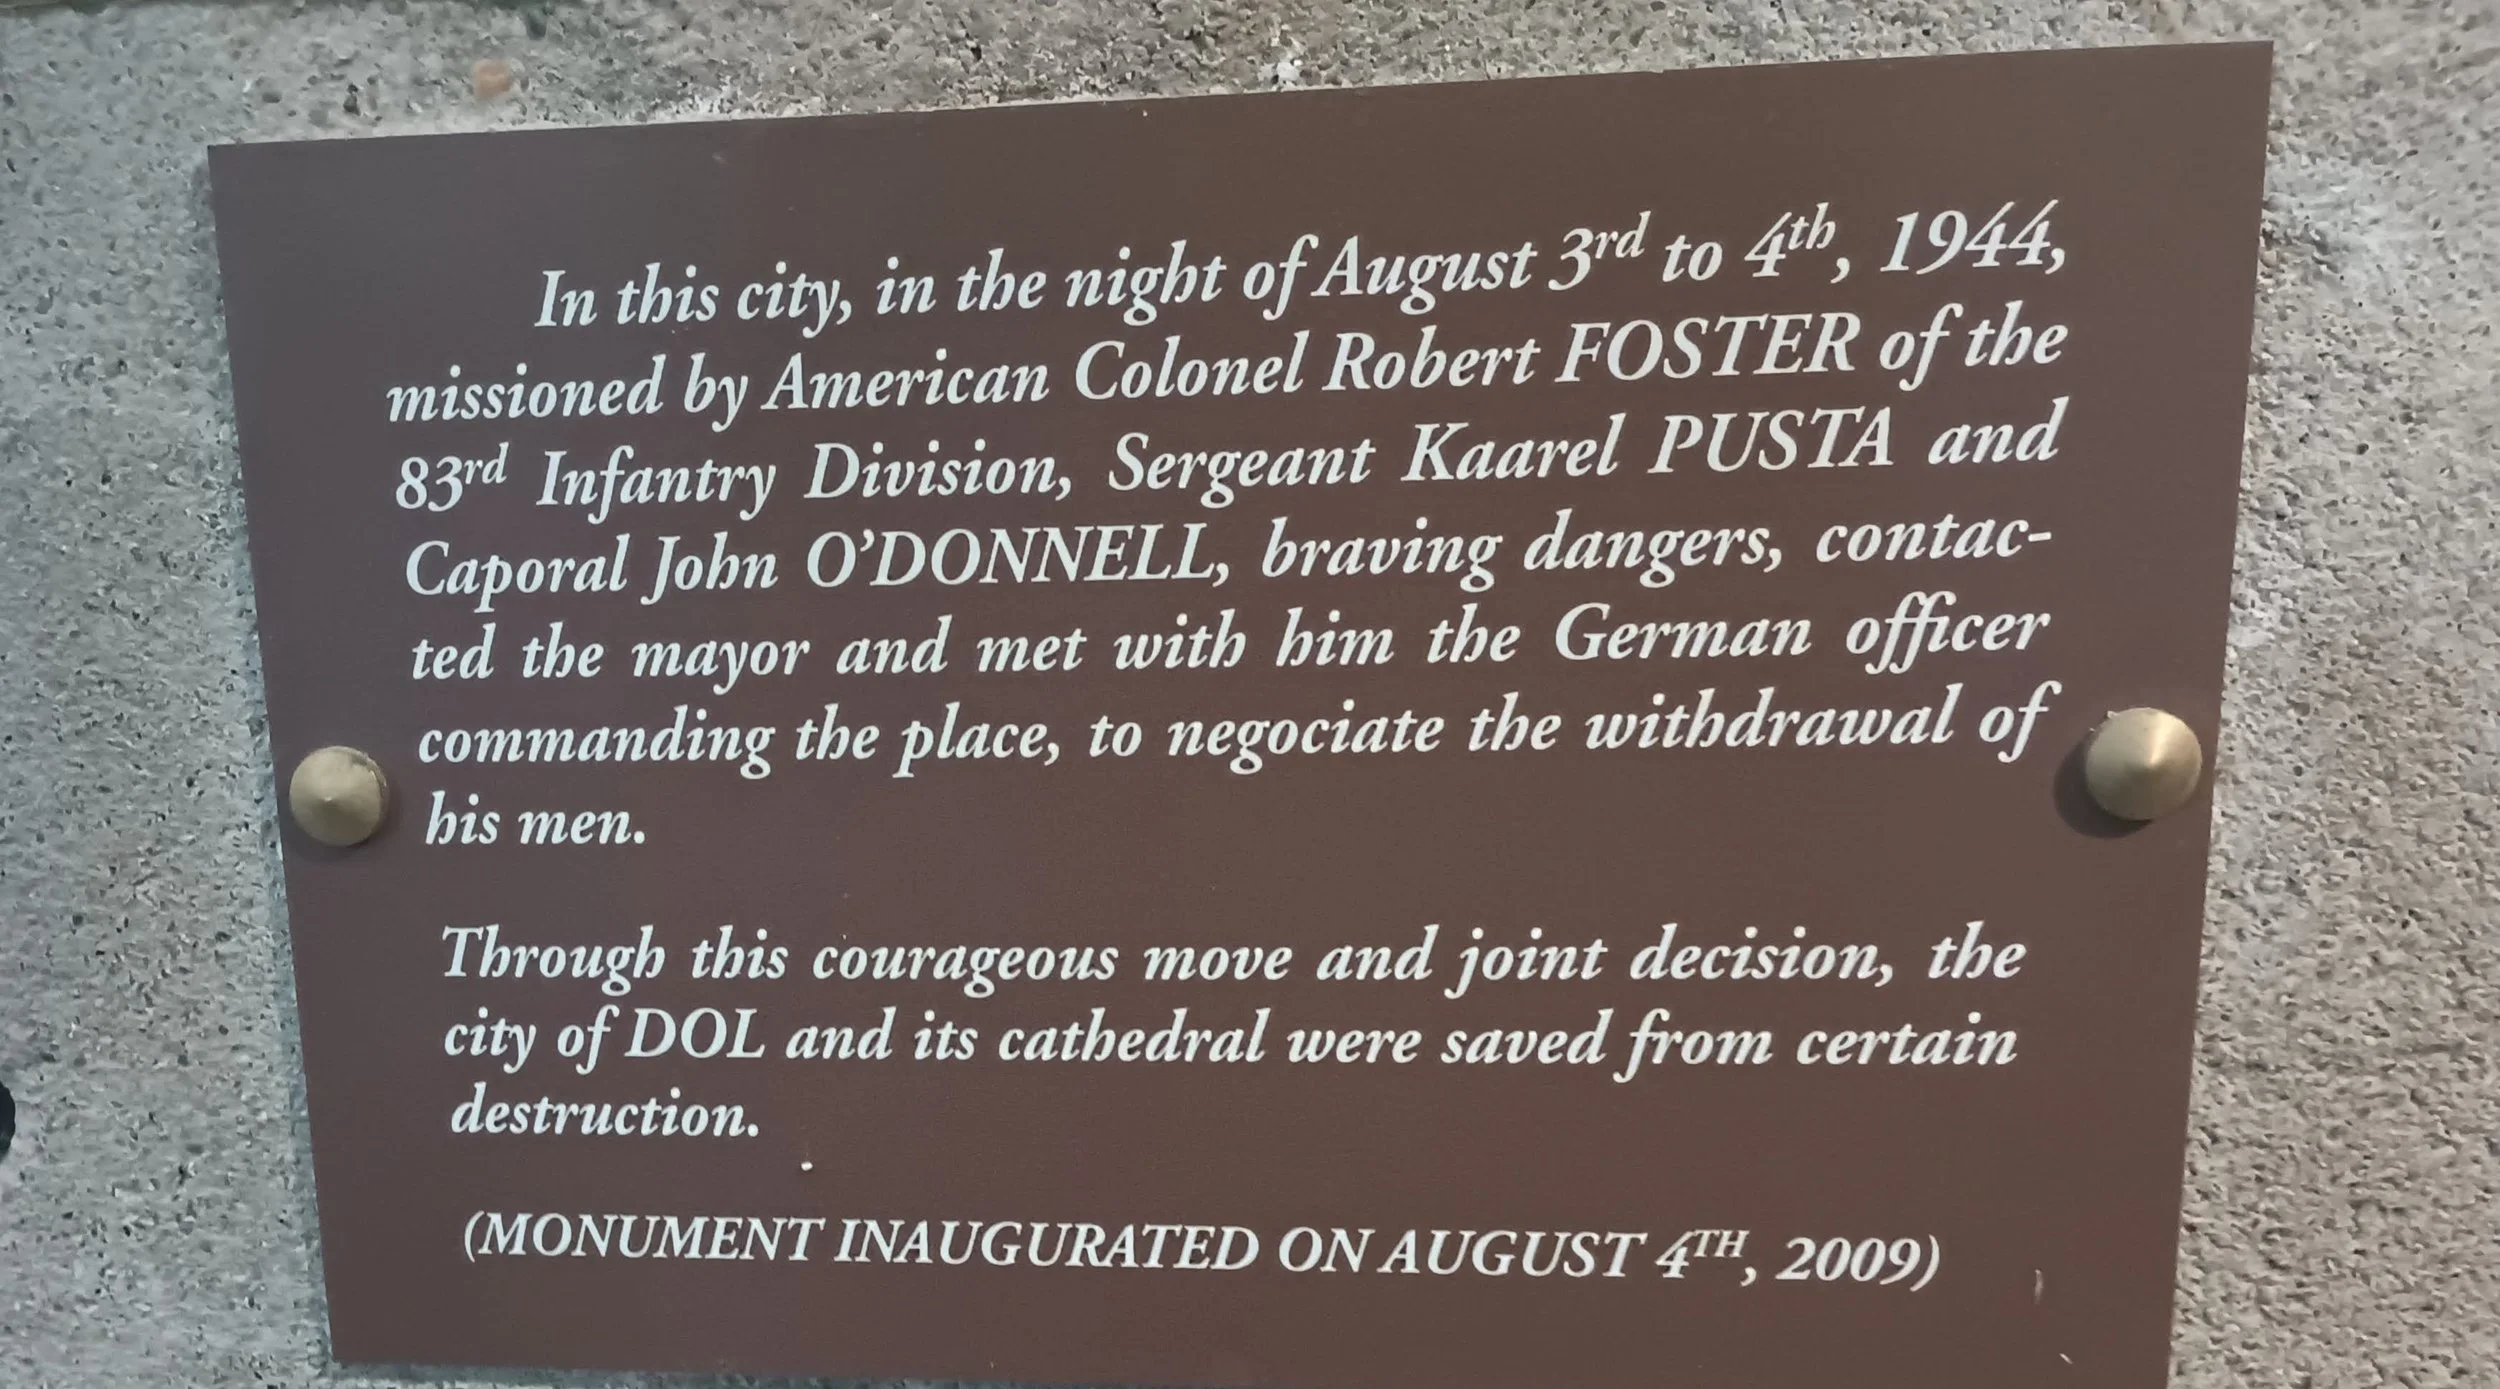 In this city, in the night of August 3rd to 4th, 1944,
missioned by American Colonel Robert FOSTER of the
83rd Infantry Division, Sergeant Kaarel PUSTA and
Caporal John O'DONNELL, braving dangers, contac-
ted the mayor and met with him the German officer
commanding the place, to negociate the withdrawal of
his men.
Through this courageous move and joint decision, the
city of DOL and its cathedral were saved from certain
destruction.
(MONUMENT INAUGURATED ON AUGUST 4TH, 2009)